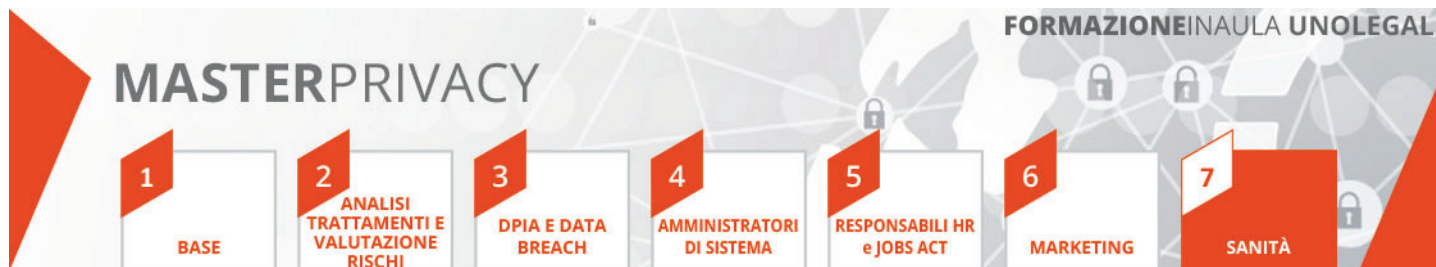 FORMAZIONEINAULA UNOLEGAL
MASTERPRIVACY
1
BASE
2
ANALISI
TRATTAMENTI E
VALUTAZIONE
RISCHI
3
DPIA E DATA
BREACH
4
AMMINISTRATORI
DI SISTEMA
5
RESPONSABILI HR
e JOBS ACT
6
MARKETING
7
SANITÀ